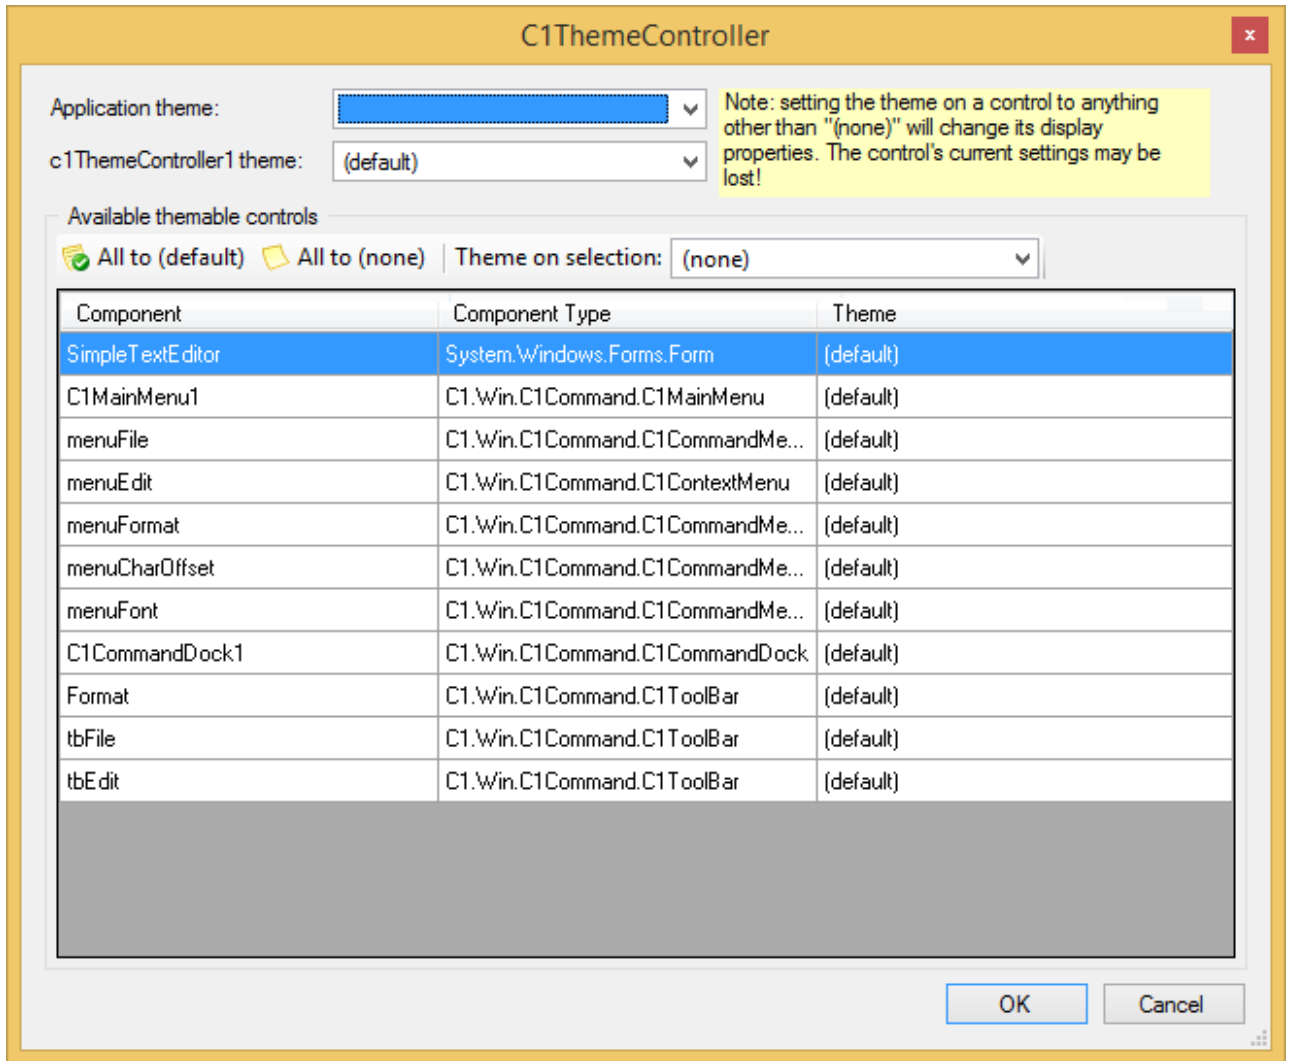 C1ThemeController
x
Application theme:
c1ThemeController1 theme: (default)
Note: setting the theme on a control to anything
other than "(none)" will change its display
properties. The control's current settings may be
lost!
Available themable controls
All to (default) All to (none) Theme on selection: (none)
Component Component Type Theme
SimpleTextEditor System.Windows.Forms.Form (default)
C1MainMenu1 C1.Win.C1Command.C1MainMenu (default)
menuFile C1.Win.C1Command.C1CommandMe... (default)
menuEdit C1.Win.C1Command.C1ContextMenu (default)
menuFormat C1.Win.C1Command.C1CommandMe... (default)
menuCharOffset C1.Win.C1Command.C1CommandMe... (default)
menuFont C1.Win.C1Command.C1CommandMe... (default)
C1CommandDock1 C1.Win.C1Command.C1CommandDock (default)
Format C1.Win.C1Command.C1ToolBar (default)
tbFile C1.Win.C1Command.C1ToolBar (default)
tbEdit C1.Win.C1Command.C1ToolBar (default)
OK Cancel